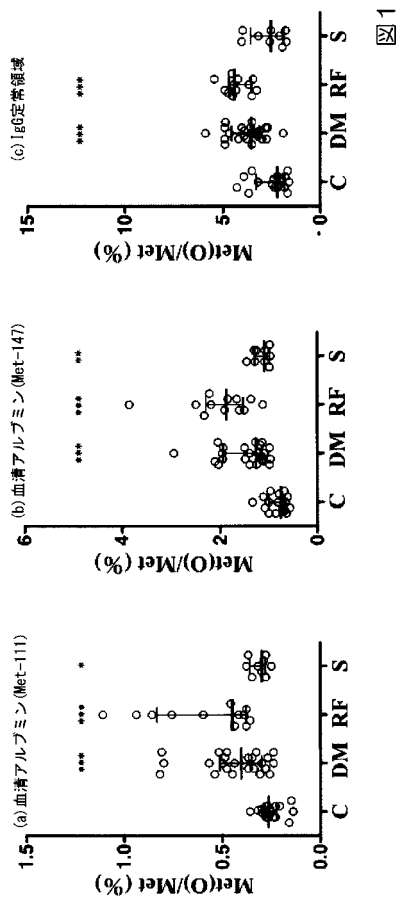 (a)血清アルブミン(Met-111)
Met(O)/Met (%)
1.5
1.0
0.5
0.0
* *** ***
C DM RF S
(b)血清アルブミン(Met-147)
Met(O)/Met (%)
6
4
2
0
*** *** **
C DM RF S
(c)IgG定常領域
Met(O)/Met (%)
15
10
5
0
*** ***
C DM RF S
図1